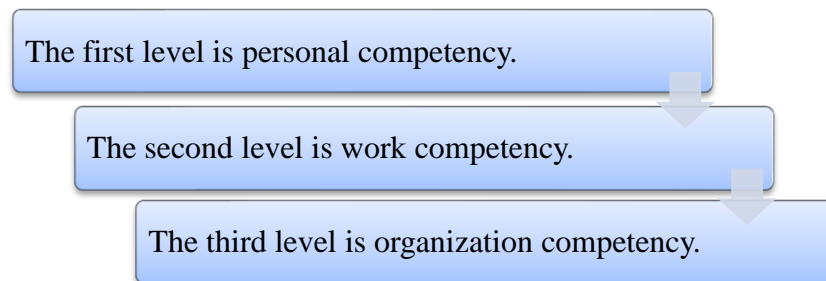 The first level is personal competency.
The second level is work competency.
The third level is organization competency.